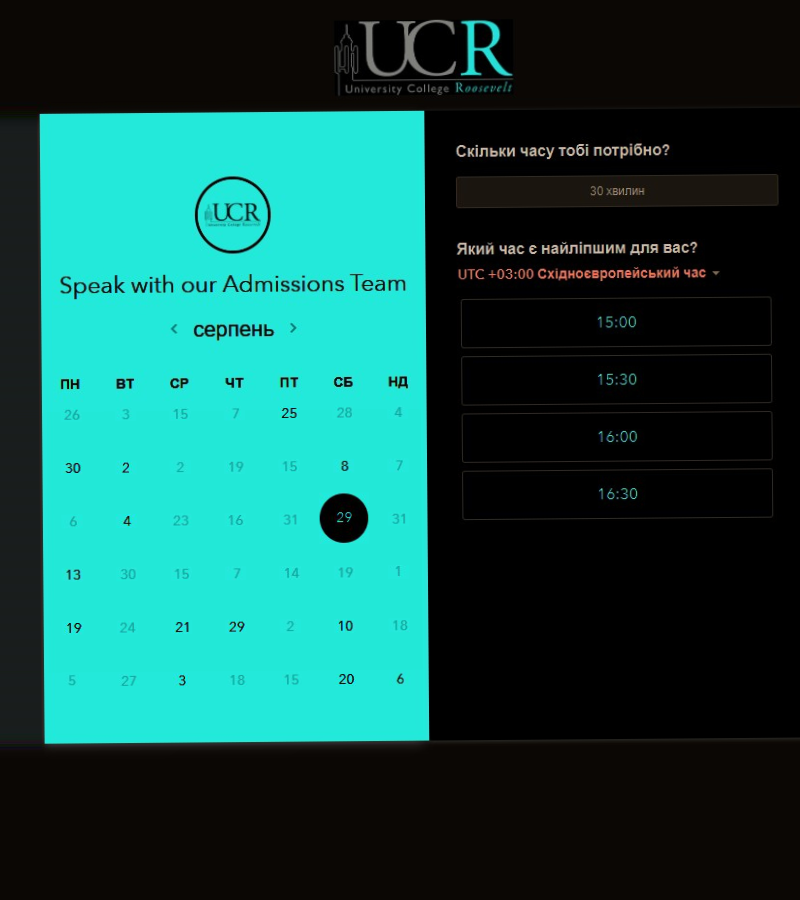 UCR
University College Roosevelt
UCR
University College Roosevelt
Speak with our Admissions Team
серпень
ПН ВТ СР ЧТ ПТ СБ НД
26 3 15 7 25 28 4
30 2 2 19 15 8 7
6 4 23 16 31 29 31
13 30 15 7 14 19 1
19 24 21 29 2 10 18
5 27 3 18 15 20 6
Скільки часу тобі потрібно?
30 хвилин
Який час є найліпшим для вас?
UTC +03:00 Східноєвропейський час
15:00
15:30
16:00
16:30